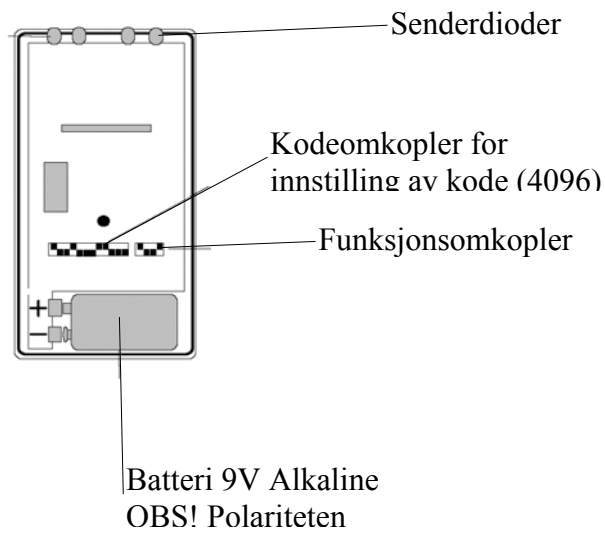 Senderdioder
Kodeomkopler for
innstilling av kode (4096)
Funksjonsomkopler
+
−
Batteri 9V Alkaline
OBS! Polariteten